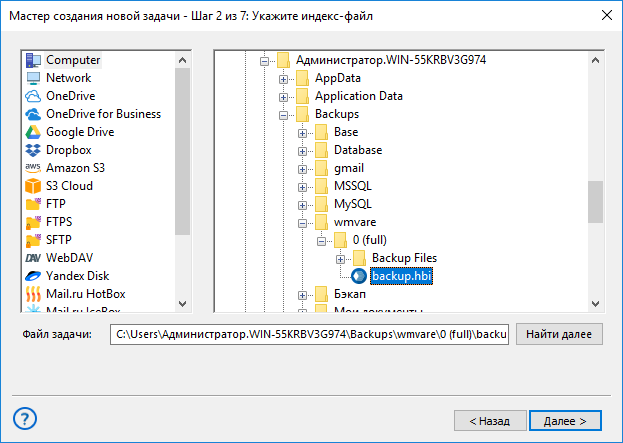 Мастер создания новой задачи - Шаг 2 из 7: Укажите индекс-файл
Computer
Network
OneDrive
OneDrive for Business
Google Drive
Dropbox
aws Amazon S3
S3 Cloud
FTP
FTPS
SFTP
DAV WebDAV
Yandex Disk
Mail.ru HotBox
Mail.ru IceBox
Администратор.WIN-55KRBV3G974
AppData
Application Data
Backups
Base
Database
gmail
MSSQL
MySQL
wmvare
0 (full)
Backup Files
backup.hbi
Бэкап
Мои документы
Файл задачи: C:\Users\Администратор.WIN-55KRBV3G974\Backups\wmvare\0 (full)\backu Найти далее
? < Назад Далее >